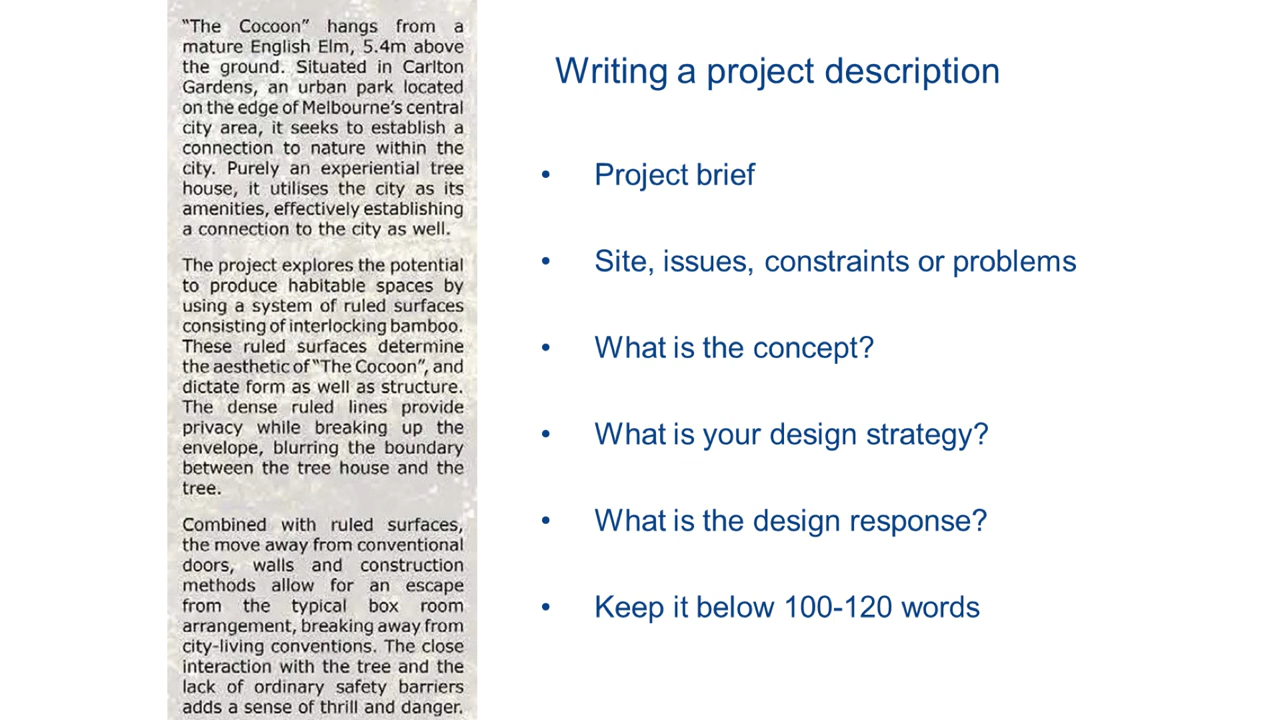 “The Cocoon” hangs from a
mature English Elm, 5.4m above
the ground. Situated in Carlton
Gardens, an urban park located
on the edge of Melbourne’s central
city area, it seeks to establish a
connection to nature within the
city. Purely an experiential tree
house, it utilises the city as its
amenities, effectively establishing
a connection to the city as well.
The project explores the potential
to produce habitable spaces by
using a system of ruled surfaces
consisting of interlocking bamboo.
These ruled surfaces determine
the aesthetic of “The Cocoon”, and
dictate form as well as structure.
The dense ruled lines provide
privacy while breaking up the
envelope, blurring the boundary
between the tree house and the
tree.
Combined with ruled surfaces,
the move away from conventional
doors, walls and construction
methods allow for an escape
from the typical box room
arrangement, breaking away from
city-living conventions. The close
interaction with the tree and the
lack of ordinary safety barriers
adds a sense of thrill and danger.
Writing a project description
• Project brief
• Site, issues, constraints or problems
• What is the concept?
• What is your design strategy?
• What is the design response?
• Keep it below 100-120 words